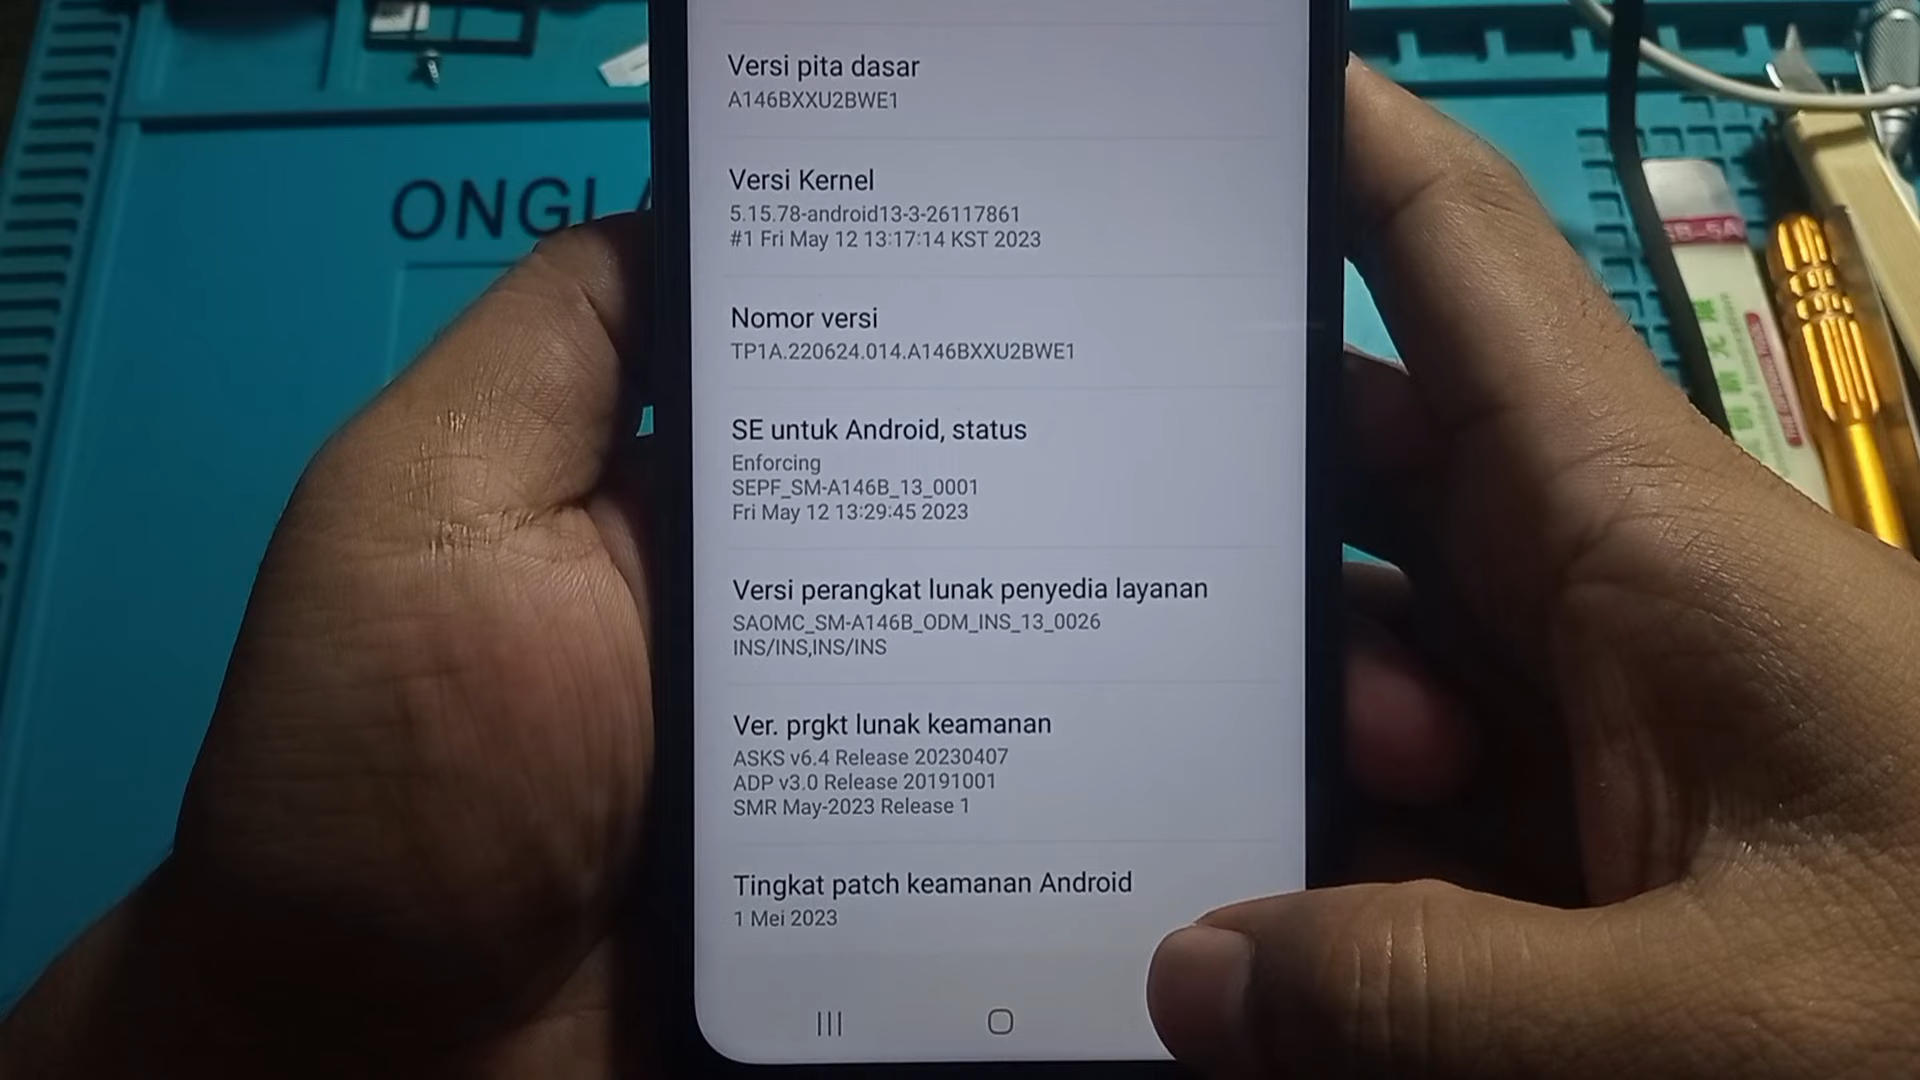 ONGL
Versi pita dasar
A146BXXU2BWE1
Versi Kernel
5.15.78-android13-3-26117861
#1 Fri May 12 13:17:14 KST 2023
Nomor versi
TP1A.220624.014.A146BXXU2BWE1
SE untuk Android, status
Enforcing
SEPF_SM-A146B_13_0001
Fri May 12 13:29:45 2023
Versi perangkat lunak penyedia layanan
SAOMC_SM-A146B_ODM_INS_13_0026
INS/INS,INS/INS
Ver. prgkt lunak keamanan
ASKS v6.4 Release 20230407
ADP v3.0 Release 20191001
SMR May-2023 Release 1
Tingkat patch keamanan Android
1 Mei 2023